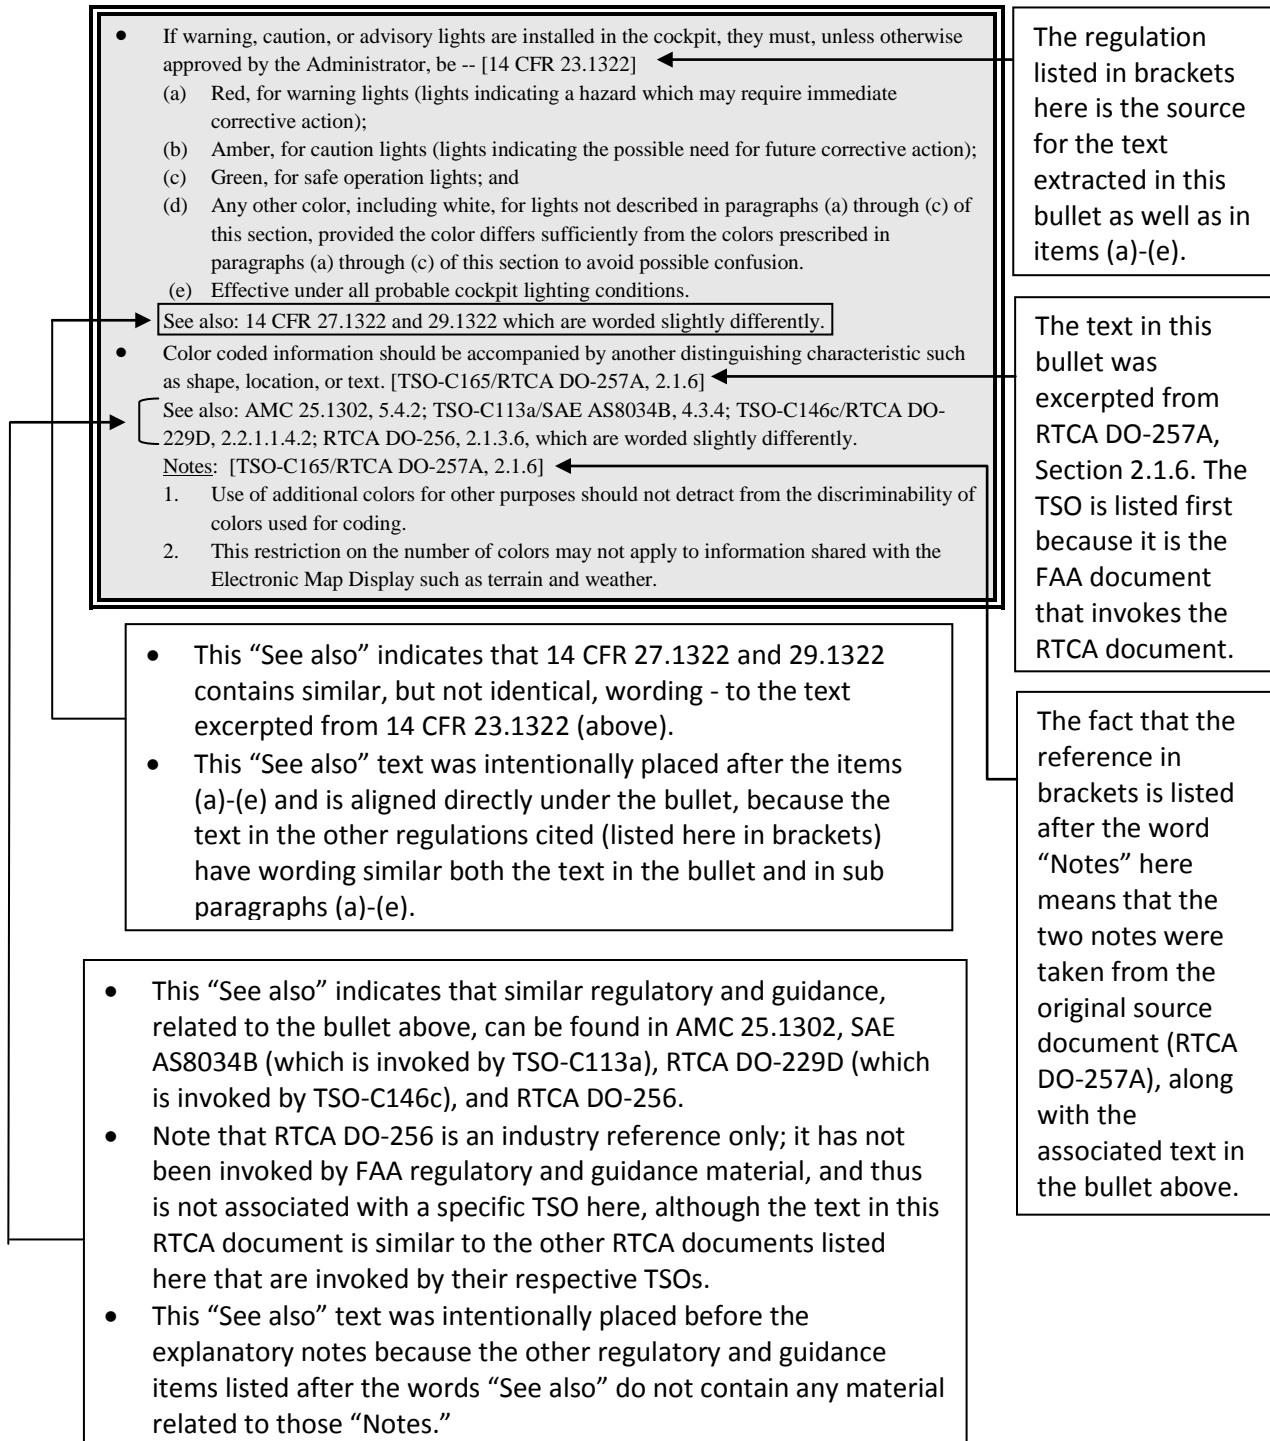 • If warning, caution, or advisory lights are installed in the cockpit, they must, unless otherwise
approved by the Administrator, be -- [14 CFR 23.1322]
(a) Red, for warning lights (lights indicating a hazard which may require immediate
corrective action);
(b) Amber, for caution lights (lights indicating the possible need for future corrective action);
(c) Green, for safe operation lights; and
(d) Any other color, including white, for lights not described in paragraphs (a) through (c) of
this section, provided the color differs sufficiently from the colors prescribed in
paragraphs (a) through (c) of this section to avoid possible confusion.
(e) Effective under all probable cockpit lighting conditions.
See also: 14 CFR 27.1322 and 29.1322 which are worded slightly differently.
• Color coded information should be accompanied by another distinguishing characteristic such
as shape, location, or text. [TSO-C165/RTCA DO-257A, 2.1.6]
See also: AMC 25.1302, 5.4.2; TSO-C113a/SAE AS8034B, 4.3.4; TSO-C146c/RTCA DO-
229D, 2.2.1.1.4.2; RTCA DO-256, 2.1.3.6, which are worded slightly differently.
Notes: [TSO-C165/RTCA DO-257A, 2.1.6]
1. Use of additional colors for other purposes should not detract from the discriminability of
colors used for coding.
2. This restriction on the number of colors may not apply to information shared with the
Electronic Map Display such as terrain and weather.
The regulation
listed in brackets
here is the source
for the text
extracted in this
bullet as well as in
items (a)-(e).
The text in this
bullet was
excerpted from
RTCA DO-257A,
Section 2.1.6. The
TSO is listed first
because it is the
FAA document
that invokes the
RTCA document.
The fact that the
reference in
brackets is listed
after the word
“Notes” here
means that the
two notes were
taken from the
original source
document (RTCA
DO-257A), along
with the
associated text in
the bullet above.
• This “See also” indicates that 14 CFR 27.1322 and 29.1322
contains similar, but not identical, wording - to the text
excerpted from 14 CFR 23.1322 (above).
• This “See also” text was intentionally placed after the items
(a)-(e) and is aligned directly under the bullet, because the
text in the other regulations cited (listed here in brackets)
have wording similar both the text in the bullet and in sub
paragraphs (a)-(e).
• This “See also” indicates that similar regulatory and guidance,
related to the bullet above, can be found in AMC 25.1302, SAE
AS8034B (which is invoked by TSO-C113a), RTCA DO-229D (which
is invoked by TSO-C146c), and RTCA DO-256.
• Note that RTCA DO-256 is an industry reference only; it has not
been invoked by FAA regulatory and guidance material, and thus
is not associated with a specific TSO here, although the text in this
RTCA document is similar to the other RTCA documents listed
here that are invoked by their respective TSOs.
• This “See also” text was intentionally placed before the
explanatory notes because the other regulatory and guidance
items listed after the words “See also” do not contain any material
related to those “Notes.”